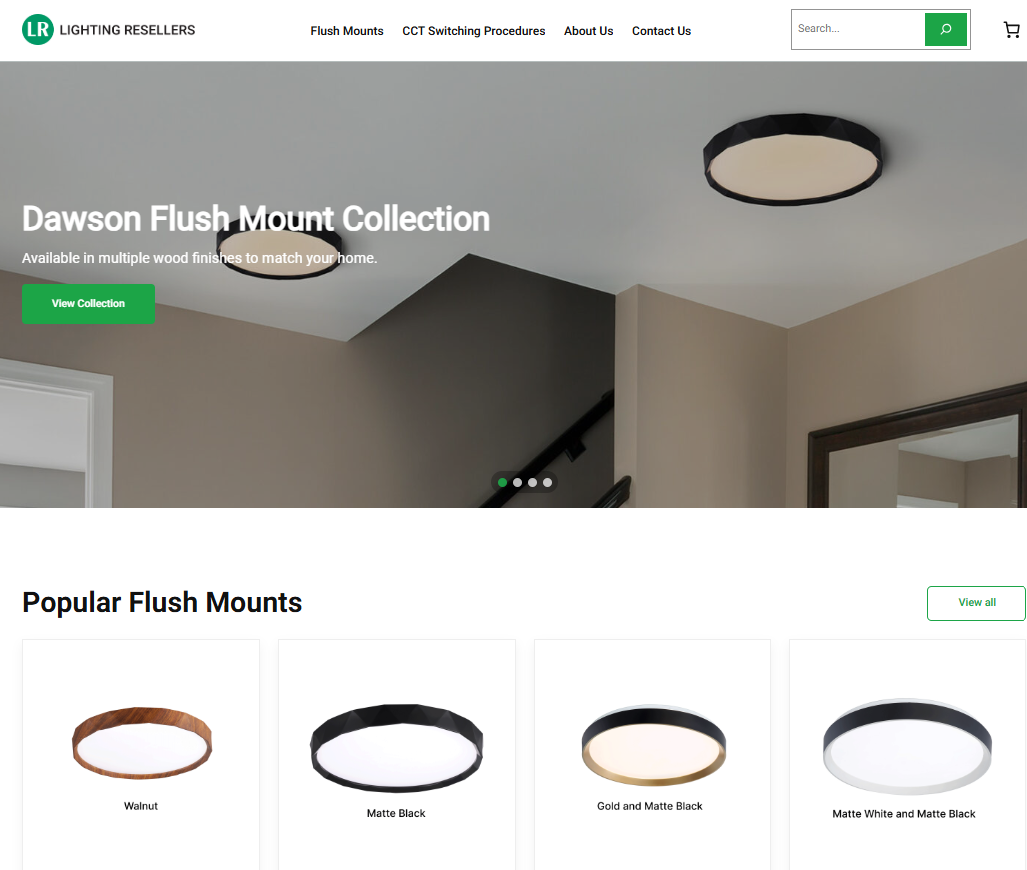 LR LIGHTING RESELLERS
Flush Mounts CCT Switching Procedures About Us Contact Us
Search...
Dawson Flush Mount Collection
Available in multiple wood finishes to match your home.
View Collection
Popular Flush Mounts
View all
Walnut
Matte Black
Gold and Matte Black
Matte White and Matte Black